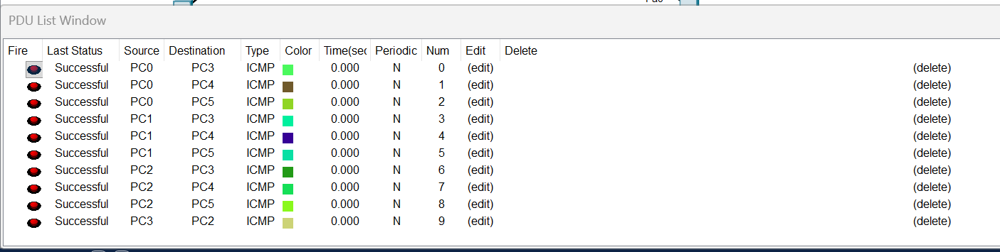 PDU List Window
Fire Last Status Source Destination Type Color Time(sec Periodic Num Edit Delete
Successful PC0 PC3 ICMP 0.000 N 0 (edit) (delete)
Successful PC0 PC4 ICMP 0.000 N 1 (edit) (delete)
Successful PC0 PC5 ICMP 0.000 N 2 (edit) (delete)
Successful PC1 PC3 ICMP 0.000 N 3 (edit) (delete)
Successful PC1 PC4 ICMP 0.000 N 4 (edit) (delete)
Successful PC1 PC5 ICMP 0.000 N 5 (edit) (delete)
Successful PC2 PC3 ICMP 0.000 N 6 (edit) (delete)
Successful PC2 PC4 ICMP 0.000 N 7 (edit) (delete)
Successful PC2 PC5 ICMP 0.000 N 8 (edit) (delete)
Successful PC3 PC2 ICMP 0.000 N 9 (edit) (delete)